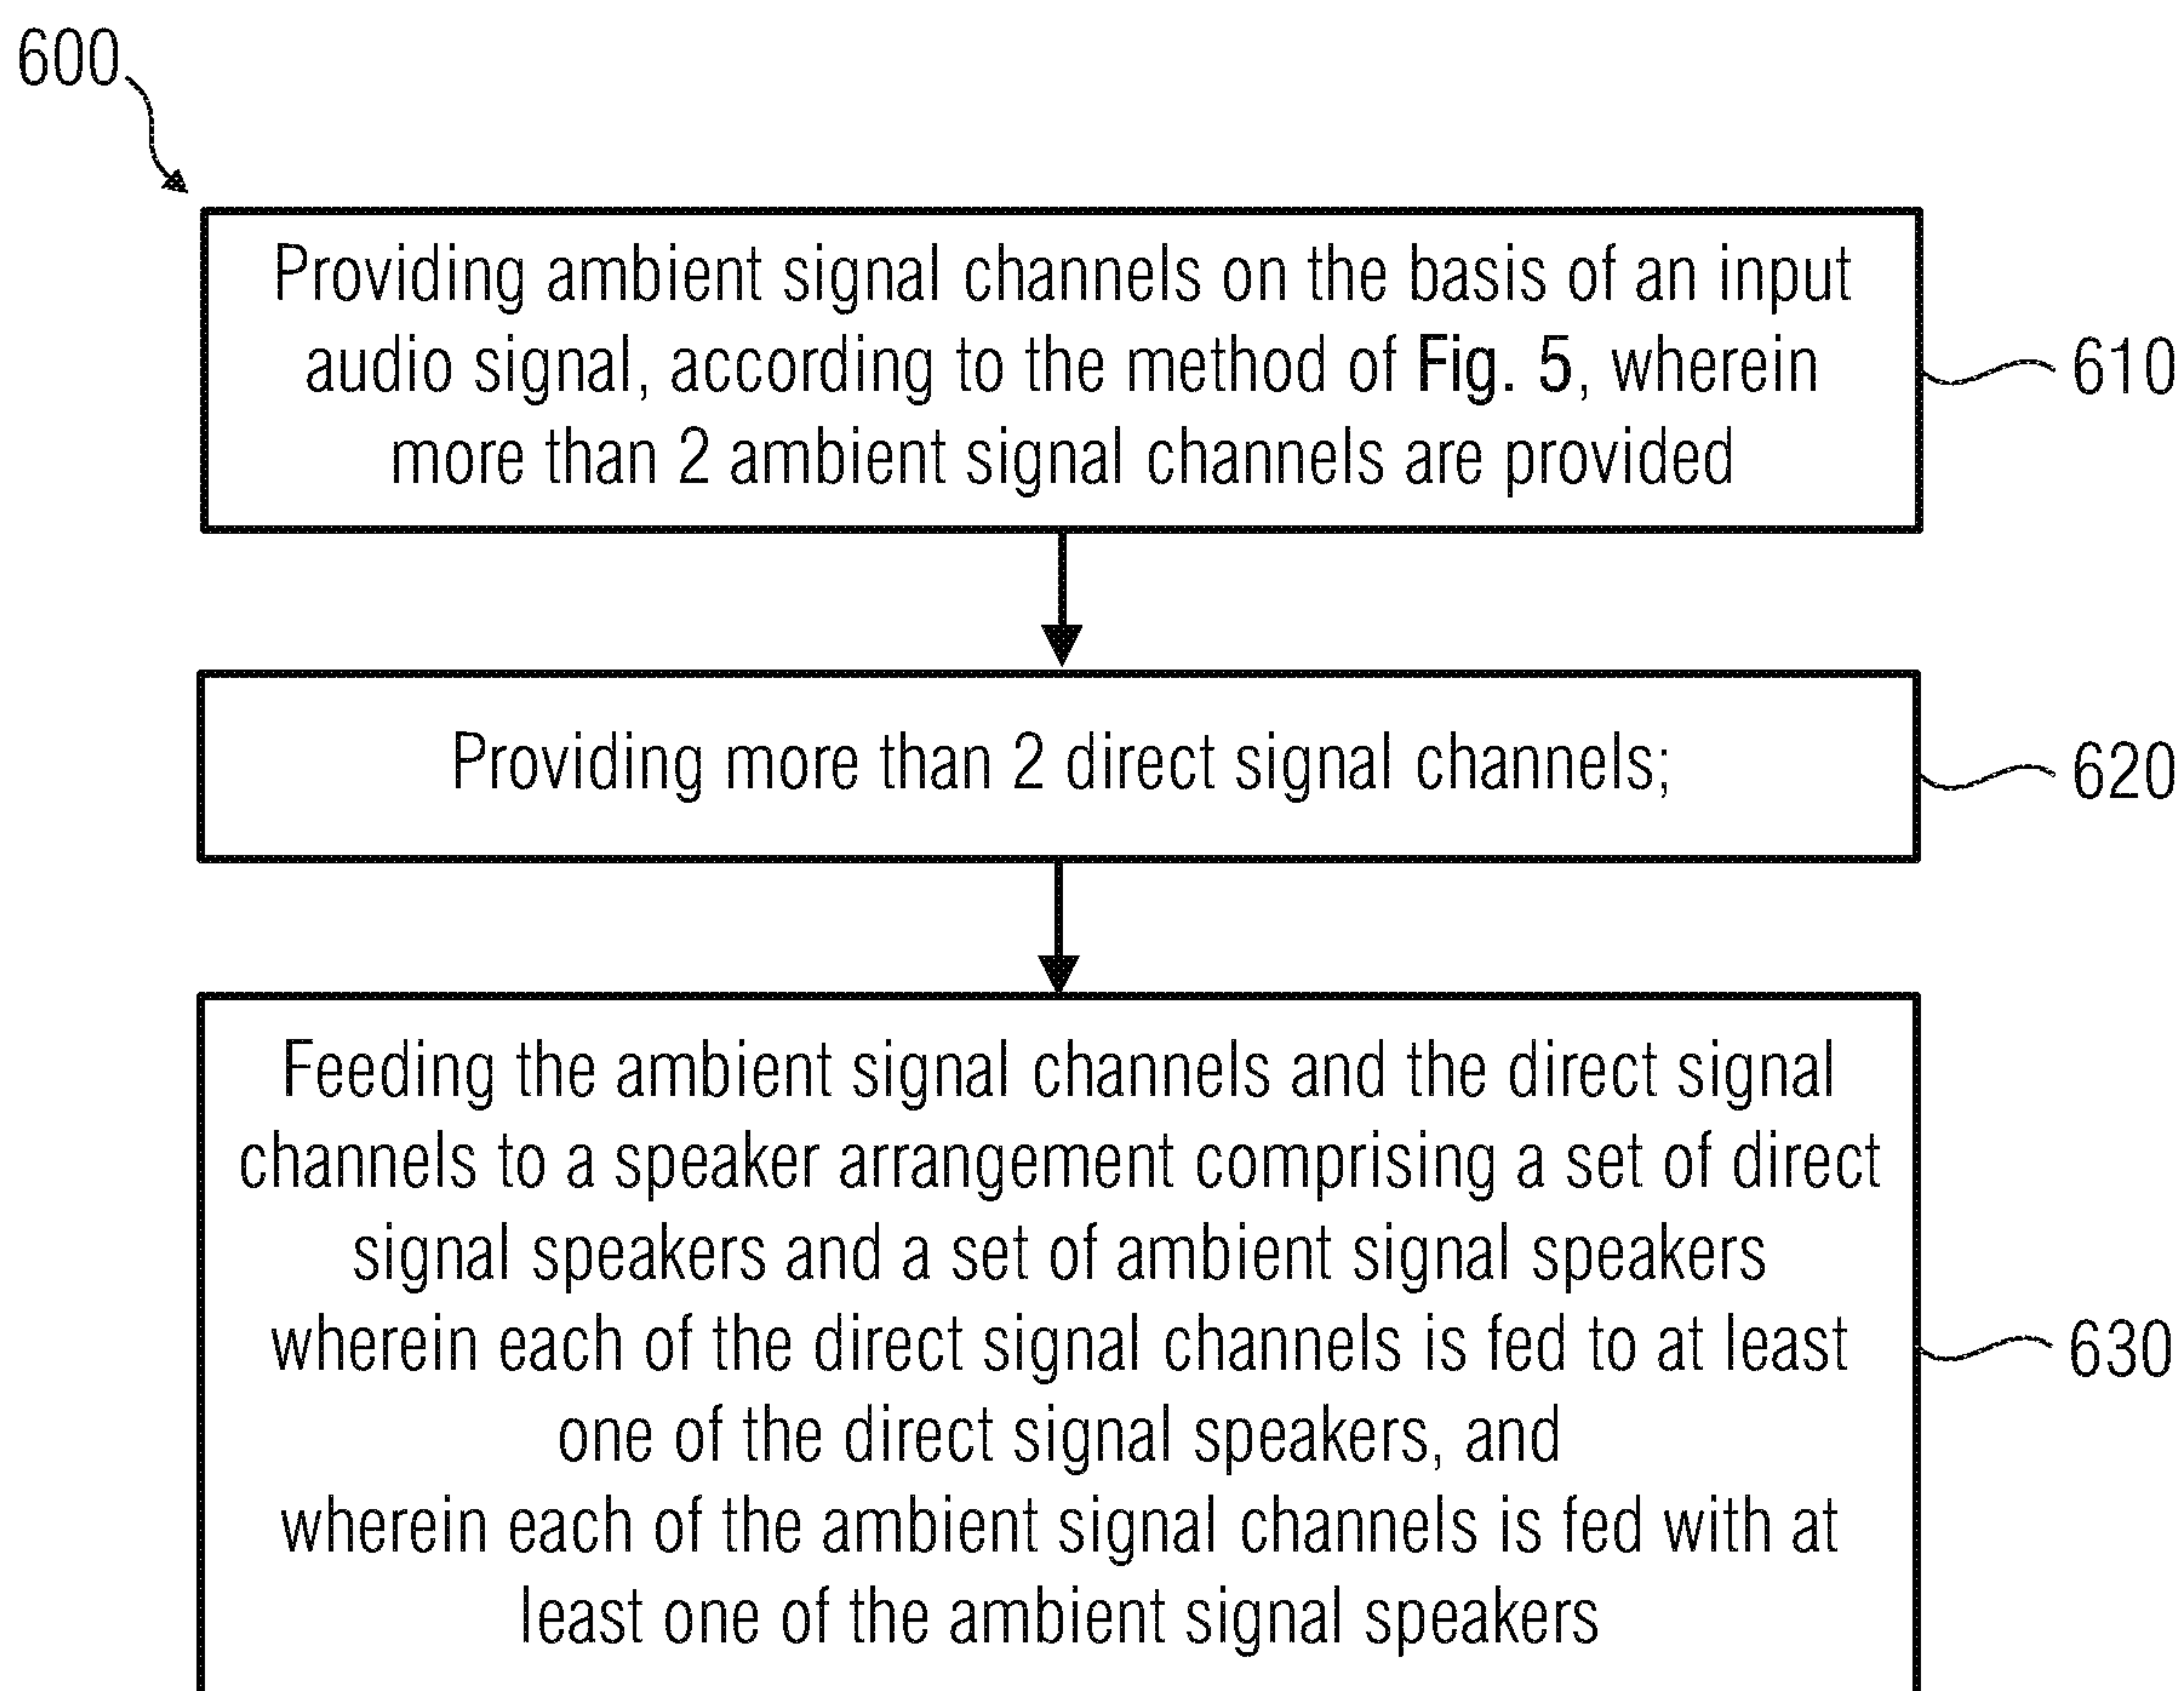 600
Providing ambient signal channels on the basis of an input
audio signal, according to the method of Fig. 5, wherein
more than 2 ambient signal channels are provided
610
Providing more than 2 direct signal channels;
620
Feeding the ambient signal channels and the direct signal
channels to a speaker arrangement comprising a set of direct
signal speakers and a set of ambient signal speakers
wherein each of the direct signal channels is fed to at least
one of the direct signal speakers, and
wherein each of the ambient signal channels is fed with at
least one of the ambient signal speakers
630